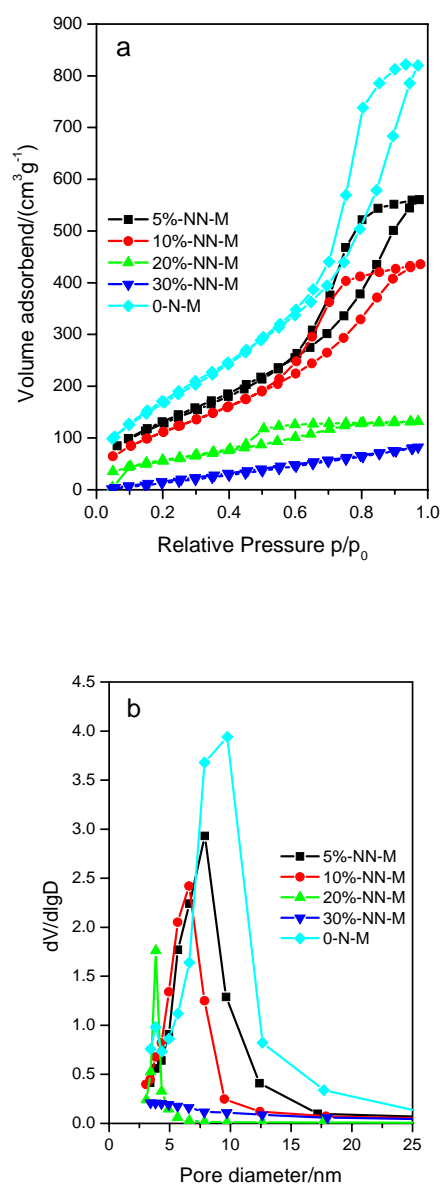 a
900
800
700
600
500
400
300
200
100
0
Volume adsorbend/(cm³g⁻¹)
5%-NN-M
10%-NN-M
20%-NN-M
30%-NN-M
0-N-M
0.0 0.2 0.4 0.6 0.8 1.0
Relative Pressure p/p₀
b
4.5
4.0
3.5
3.0
2.5
2.0
1.5
1.0
0.5
0.0
dV/dlgD
5%-NN-M
10%-NN-M
20%-NN-M
30%-NN-M
0-N-M
0 5 10 15 20 25
Pore diameter/nm